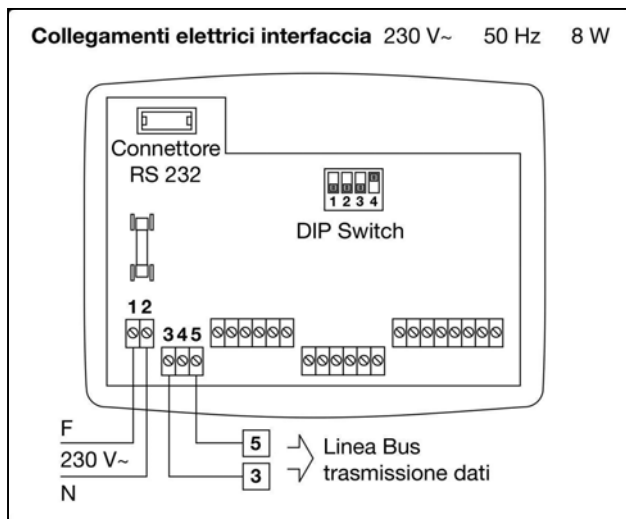 Collegamenti elettrici interfaccia 230 V~ 50 Hz 8 W
Connettore
RS 232
1 2 3 4
DIP Switch
1 2
3 4 5
F
230 V~
N
5
3
Linea Bus
trasmissione dati